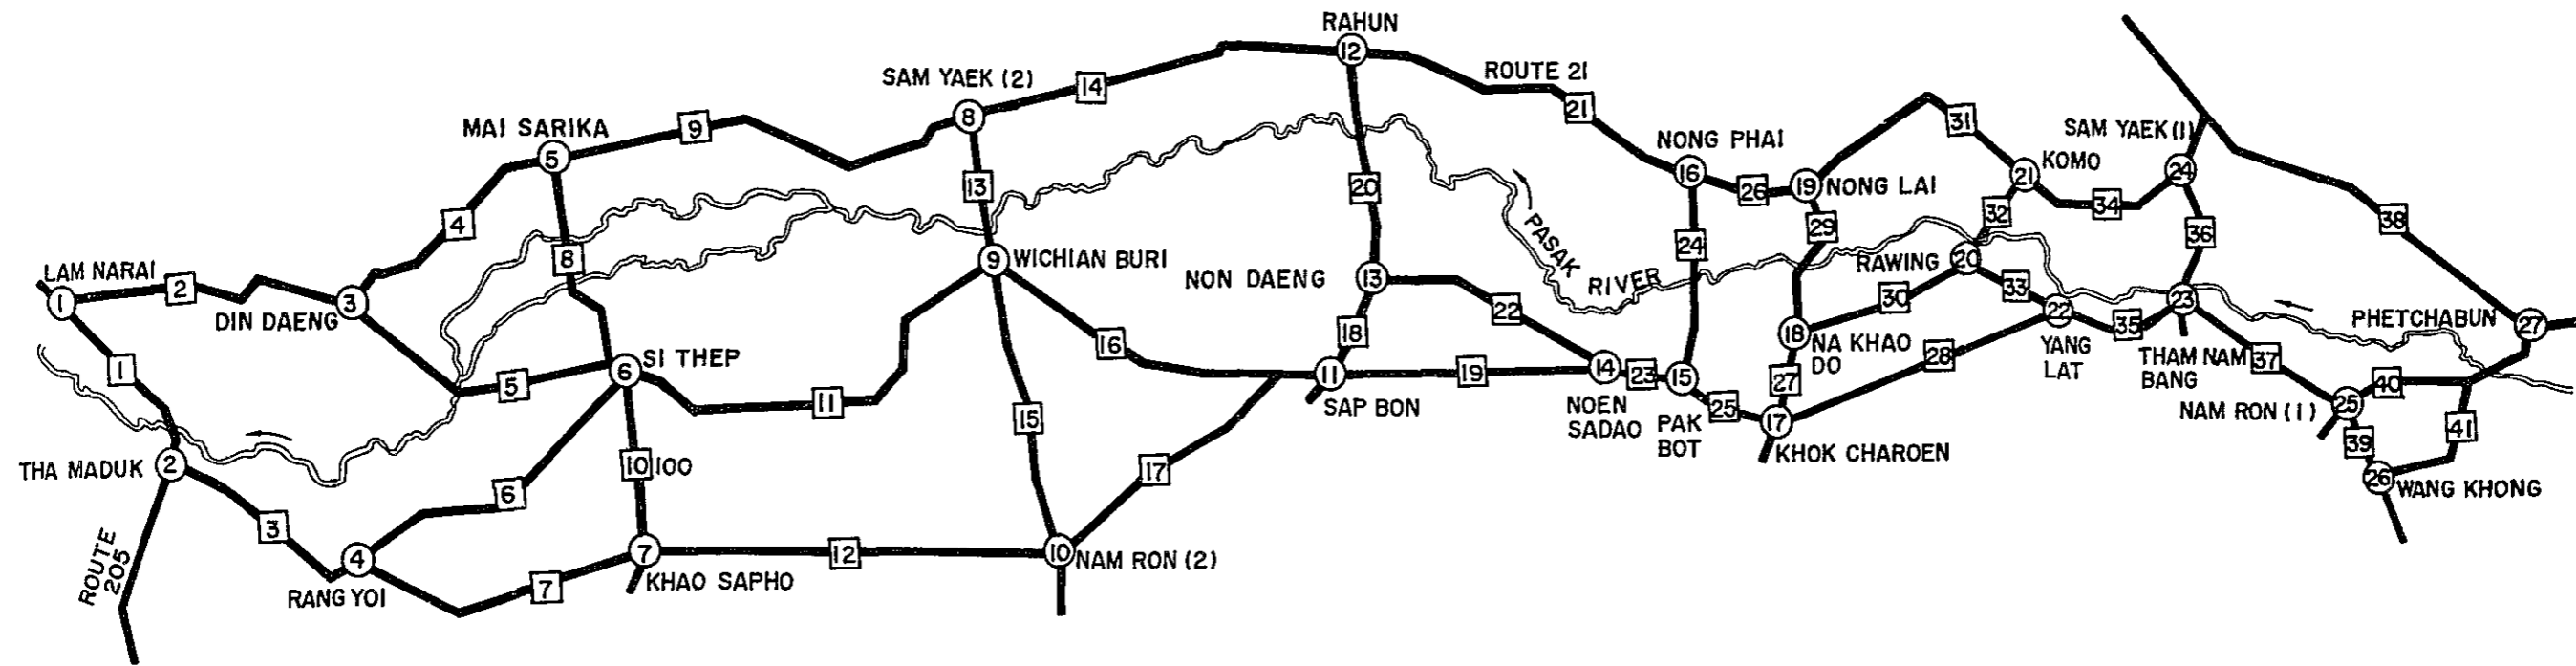 RAHUN
12
ROUTE 21
SAM YAEK (2)
14
21
8
MAI SARIKA
9
5
NONG PHAI
16
26
19
NONG LAI
31
KOMO
21
SAM YAEK (1)
24
34
32
36
38
13
20
29
24
4
8
PASAK
RIVER
LAM NARAI
1
2
DIN DAENG
3
9
WICHIAN BURI
NON DAENG
13
22
RAWING
20
33
30
22
35
23
YANG
LAT
THAM NAM
BANG
37
PHETCHABUN
27
18
NA KHAO
DO
28
27
1
5
6
SI THEP
11
16
18
11
SAP BON
19
14
NOEN
SADAO
23
15
PAK
BOT
25
17
KHOK CHAROEN
NAM RON (1)
25
40
41
39
26
WANG KHONG
THA MADUK
2
10
100
15
17
6
3
ROUTE
205
4
RANG YOI
7
7
KHAO SAPHO
12
10
NAM RON (2)